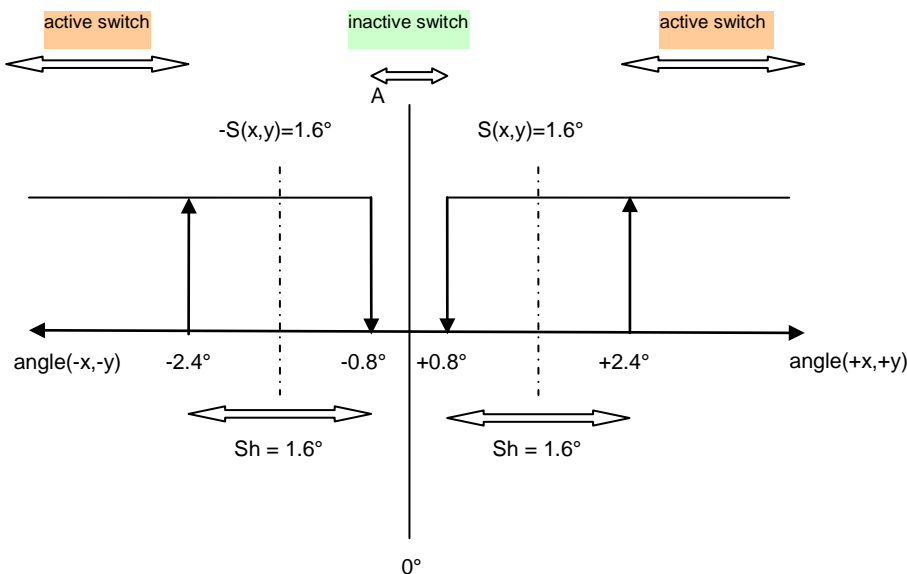 active switch
inactive switch
active switch
A
-S(x,y)=1.6°
S(x,y)=1.6°
angle(-x,-y)
-2.4°
-0.8°
+0.8°
+2.4°
angle(+x,+y)
Sh = 1.6°
Sh = 1.6°
0°